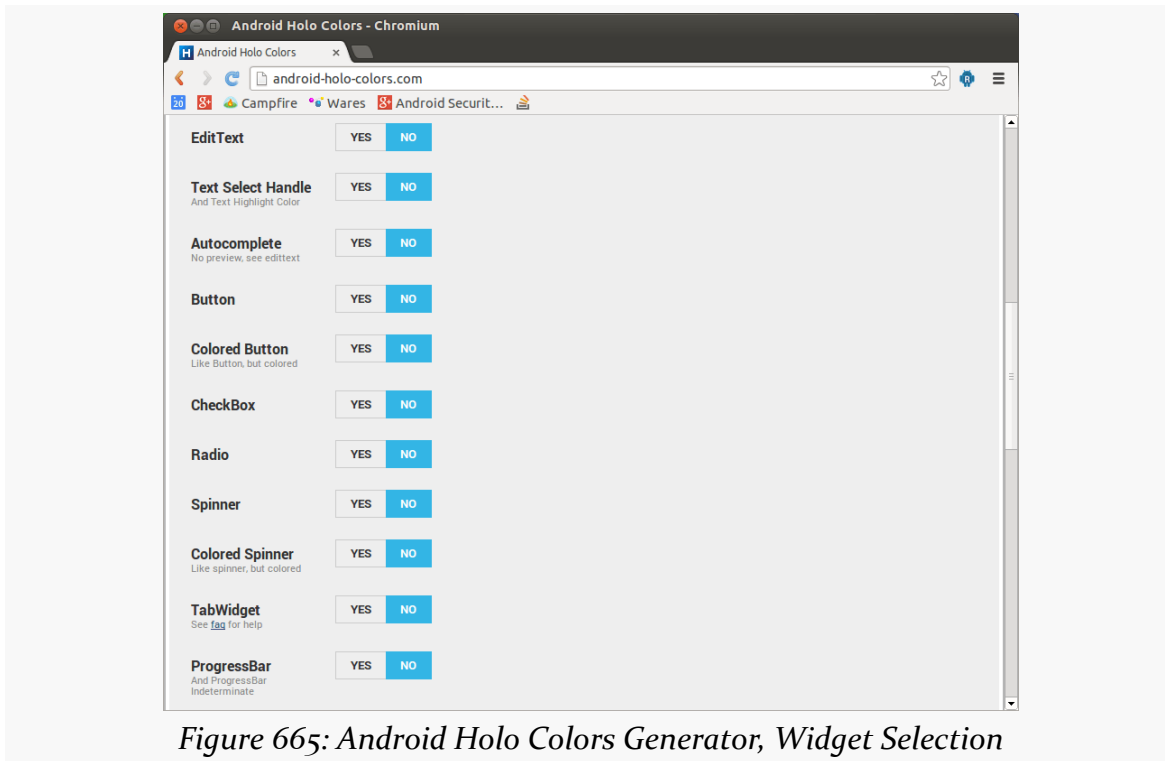 Android Holo Colors - Chromium
Android Holo Colors
android-holo-colors.com
20 Campfire Wares Android Securit...
EditText YES NO
Text Select Handle YES NO
And Text Highlight Color
Autocomplete YES NO
No preview, see edittext
Button YES NO
Colored Button YES NO
Like Button, but colored
CheckBox YES NO
Radio YES NO
Spinner YES NO
Colored Spinner YES NO
Like spinner, but colored
TabWidget YES NO
See faq for help
ProgressBar YES NO
And ProgressBar
Indeterminate
Figure 665: Android Holo Colors Generator, Widget Selection